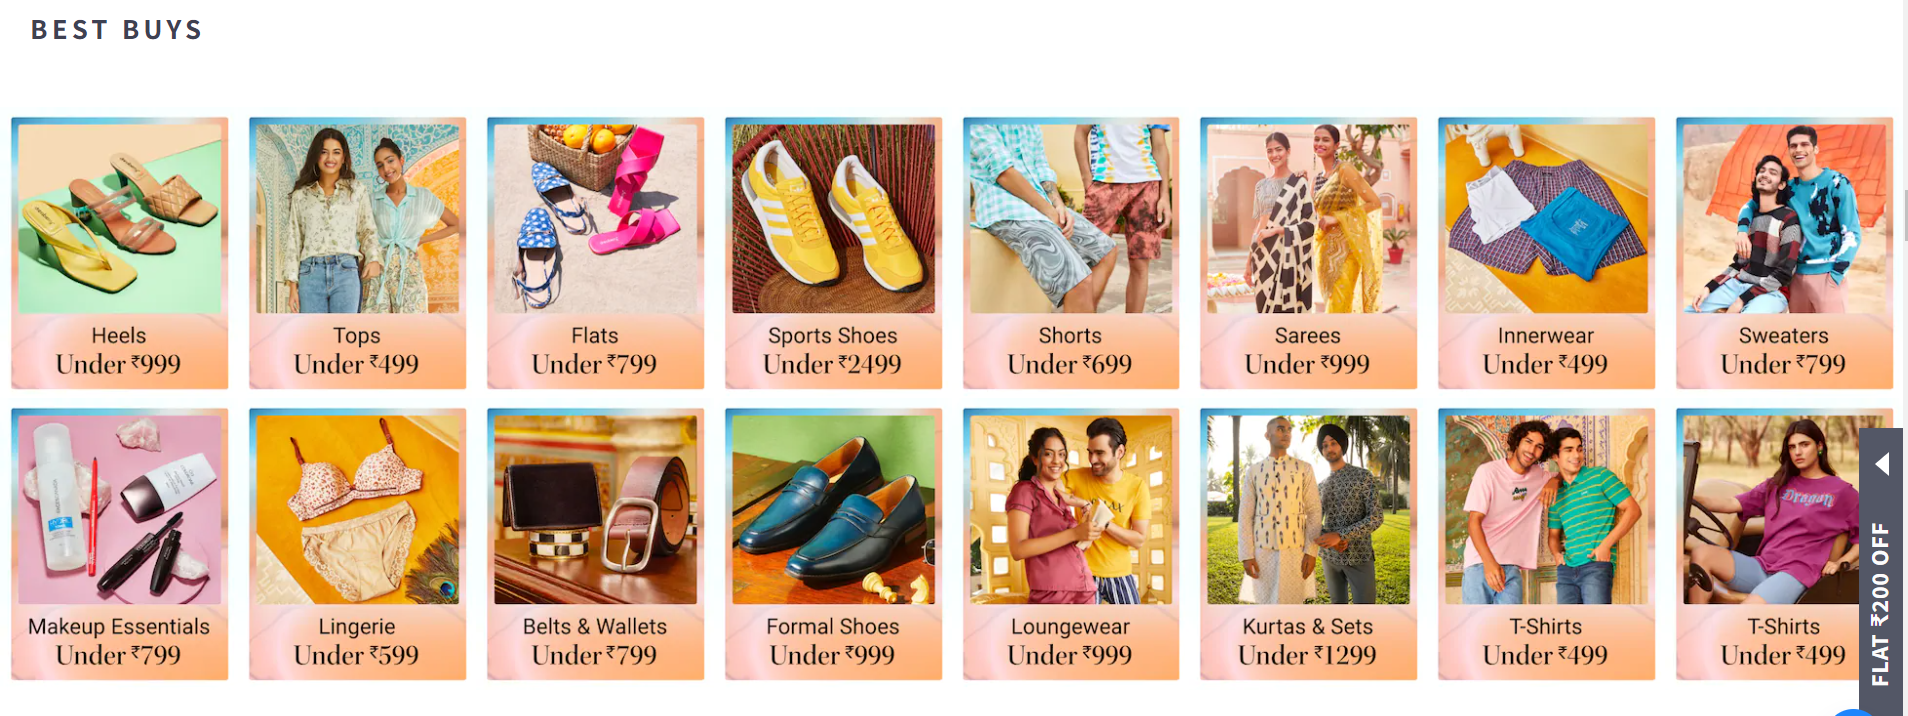 BEST BUYS
Heels
Under ₹999
Tops
Under ₹499
Flats
Under ₹799
Sports Shoes
Under ₹2499
Shorts
Under ₹699
Sarees
Under ₹999
Innerwear
Under ₹499
Sweaters
Under ₹799
Makeup Essentials
Under ₹799
Lingerie
Under ₹599
Belts & Wallets
Under ₹799
Formal Shoes
Under ₹999
Loungewear
Under ₹999
Kurtas & Sets
Under ₹1299
T-Shirts
Under ₹499
Dragon
T-Shirts
Under ₹499
FLAT ₹200 OFF